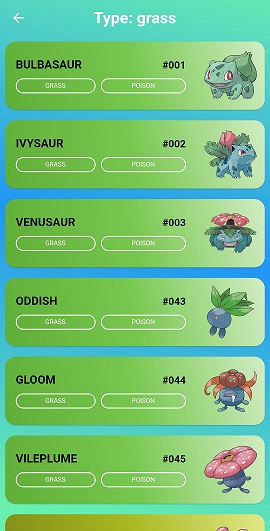 Type: grass
BULBASAUR #001
GRASS POISON
IVYSAUR #002
GRASS POISON
VENUSAUR #003
GRASS POISON
ODDISH #043
GRASS POISON
GLOOM #044
GRASS POISON
VILEPLUME #045
GRASS POISON